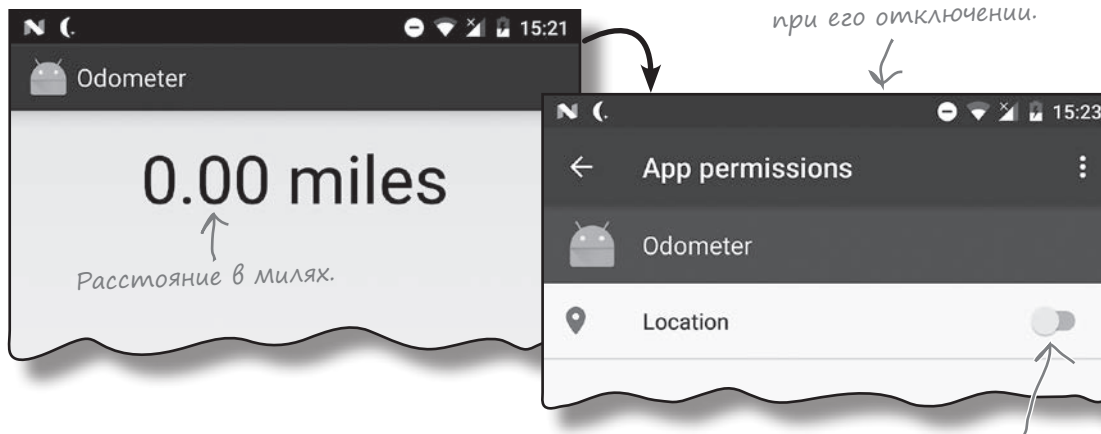 15:21
Odometer
0.00 miles
Расстояние в милях.
при его отключении.
15:23
App permissions
Odometer
Location